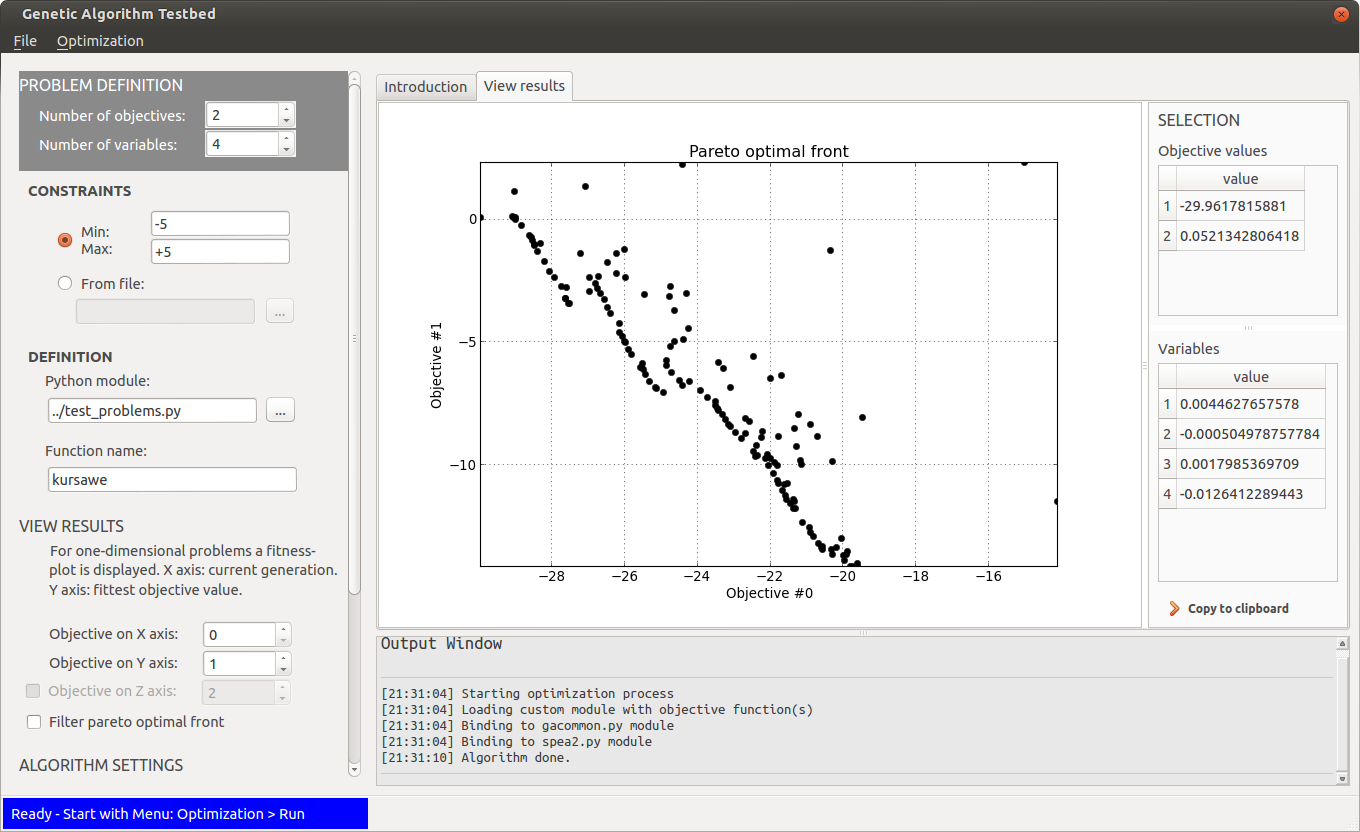 Genetic Algorithm Testbed
File Optimization
PROBLEM DEFINITION
Number of objectives: 2
Number of variables: 4
CONSTRAINTS
Min: -5
Max: +5
From file:
...
DEFINITION
Python module:
../test_problems.py ...
Function name:
kursawe
VIEW RESULTS
For one-dimensional problems a fitness-
plot is displayed. X axis: current generation.
Y axis: fittest objective value.
Objective on X axis: 0
Objective on Y axis: 1
Objective on Z axis: 2
Filter pareto optimal front
ALGORITHM SETTINGS
Introduction View results
Pareto optimal front
0
−5
−10
Objective #1
−28 −26 −24 −22 −20 −18 −16
Objective #0
SELECTION
Objective values
value
1 -29.9617815881
2 0.0521342806418
Variables
value
1 0.0044627657578
2 -0.000504978757784
3 0.0017985369709
4 -0.0126412289443
Copy to clipboard
Output Window
[21:31:04] Starting optimization process
[21:31:04] Loading custom module with objective function(s)
[21:31:04] Binding to gacommon.py module
[21:31:04] Binding to spea2.py module
[21:31:10] Algorithm done.
Ready - Start with Menu: Optimization > Run